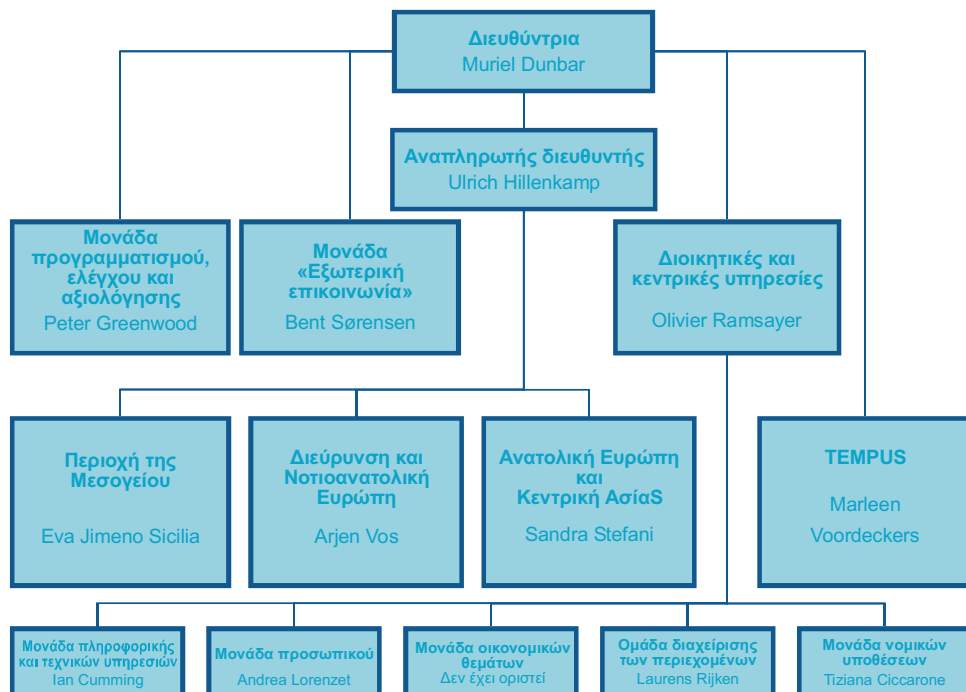 Διευθύντρια
Muriel Dunbar
Αναπληρωτής διευθυντής
Ulrich Hillenkamp
Μονάδα
προγραμματισμού,
ελέγχου και
αξιολόγησης
Peter Greenwood
Μονάδα
«Εξωτερική
επικοινωνία»
Bent Sørensen
Διοικητικές και
κεντρικές υπηρεσίες
Olivier Ramsayer
Περιοχή της
Μεσογείου
Eva Jimeno Sicilia
Διεύρυνση και
Νοτιοανατολική
Ευρώπη
Arjen Vos
Ανατολική Ευρώπη
και
Κεντρική ΑσίαS
Sandra Stefani
TEMPUS
Marleen
Voordeckers
Μονάδα πληροφορικής
και τεχνικών υπηρεσιών
Ian Cumming
Μονάδα προσωπικού
Andrea Lorenzet
Μονάδα οικονομικών
θεμάτων
Δεν έχει οριστεί
Ομάδα διαχείρισης
των περιεχομένων
Laurens Rijken
Μονάδα νομικών
υποθέσεων
Tiziana Ciccarone